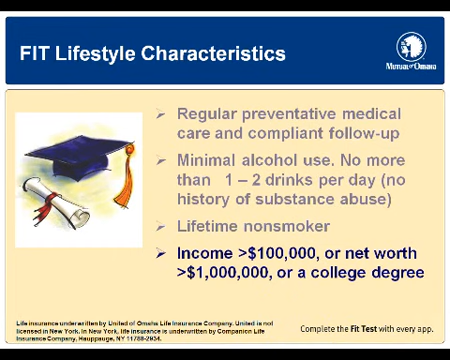 FIT Lifestyle Characteristics
Mutual of Omaha
Regular preventative medical
care and compliant follow-up
Minimal alcohol use. No more
than 1 – 2 drinks per day (no
history of substance abuse)
Lifetime nonsmoker
Income >$100,000, or net worth
>$1,000,000, or a college degree
Life insurance underwritten by United of Omaha Life Insurance Company. United is not
licensed in New York. In New York, life insurance is underwritten by Companion Life
Insurance Company, Hauppauge, NY 11788-2934.
Complete the Fit Test with every app.